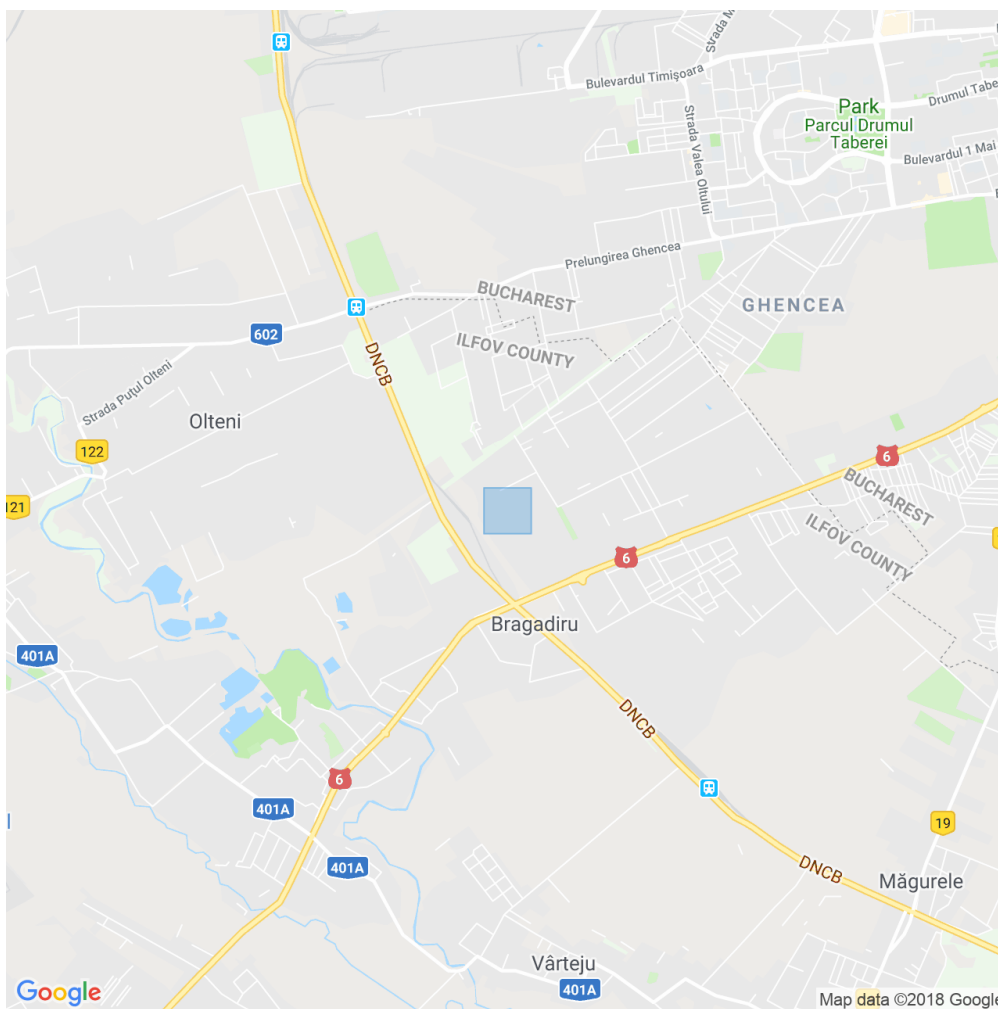 Strada M
Bulevardul Timișoara
Park
Parcul Drumul
Taberei
Drumul Tabe
Strada Valea Oltului
Bulevardul 1 Mai
Prelungirea Ghencea
BUCHAREST
GHENCEA
602
ILFOV COUNTY
DNCB
Strada Puțul Olteni
Olteni
122
121
6
BUCHAREST
ILFOV COUNTY
6
Bragadiru
401A
DNCB
6
401A
19
401A
DNCB
Măgurele
Vârteju
401A
Google
Map data ©2018 Google